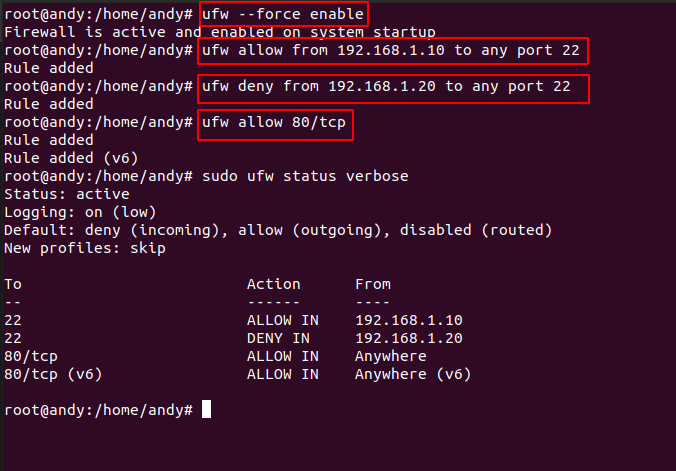 root@andy:/home/andy# ufw --force enable
Firewall is active and enabled on system startup
root@andy:/home/andy# ufw allow from 192.168.1.10 to any port 22
Rule added
root@andy:/home/andy# ufw deny from 192.168.1.20 to any port 22
Rule added
root@andy:/home/andy# ufw allow 80/tcp
Rule added
Rule added (v6)
root@andy:/home/andy# sudo ufw status verbose
Status: active
Logging: on (low)
Default: deny (incoming), allow (outgoing), disabled (routed)
New profiles: skip
To                         Action      From
--                         ------      ----
22                         ALLOW IN    192.168.1.10
22                         DENY IN     192.168.1.20
80/tcp                     ALLOW IN    Anywhere
80/tcp (v6)                ALLOW IN    Anywhere (v6)
root@andy:/home/andy#